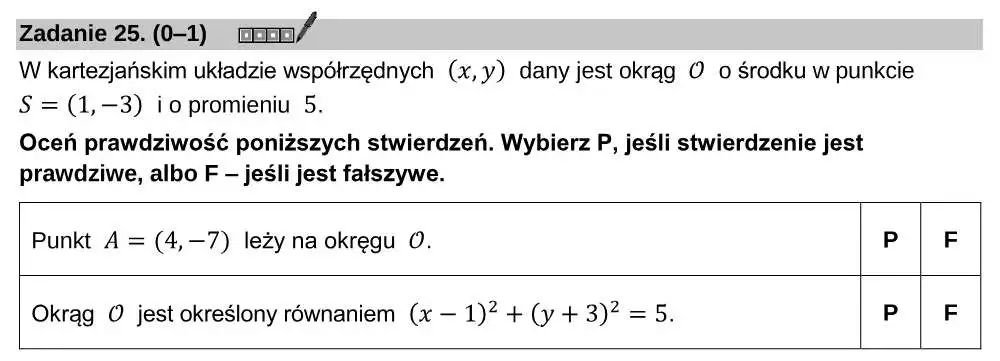 Zadanie 25. (0–1)
W kartezjańskim układzie współrzędnych (x, y) dany jest okrąg 𝒪 o środku w punkcie
S = (1, −3) i o promieniu 5.
Oceń prawdziwość poniższych stwierdzeń. Wybierz P, jeśli stwierdzenie jest
prawdziwe, albo F – jeśli jest fałszywe.
Punkt A = (4, −7) leży na okręgu 𝒪. P F
Okrąg 𝒪 jest określony równaniem (x − 1)² + (y + 3)² = 5. P F